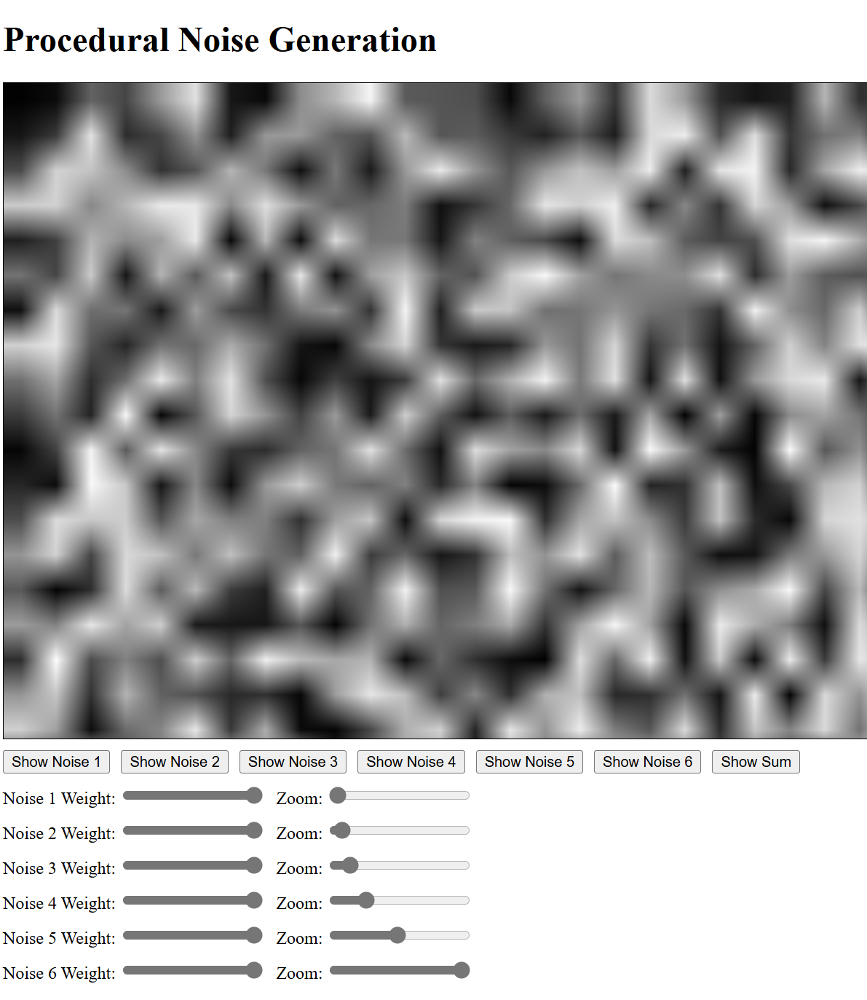 Procedural Noise Generation
Show Noise 1 Show Noise 2 Show Noise 3 Show Noise 4 Show Noise 5 Show Noise 6 Show Sum
Noise 1 Weight: Zoom:
Noise 2 Weight: Zoom:
Noise 3 Weight: Zoom:
Noise 4 Weight: Zoom:
Noise 5 Weight: Zoom:
Noise 6 Weight: Zoom: